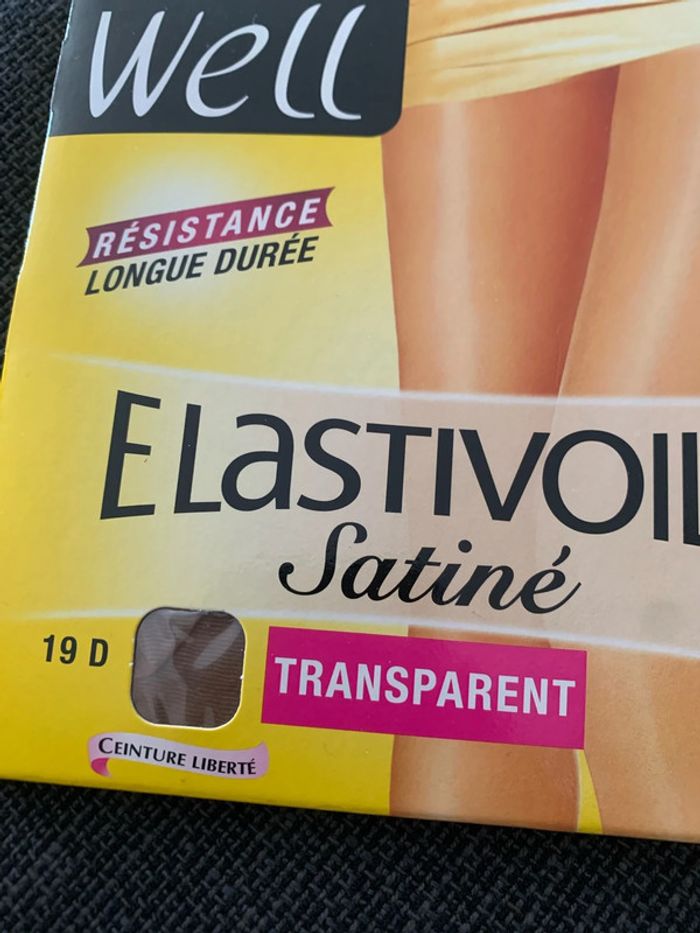 Well
RÉSISTANCE
LONGUE DURÉE
ELASTIVOIL
Satiné
19 D
TRANSPARENT
CEINTURE LIBERTÉ